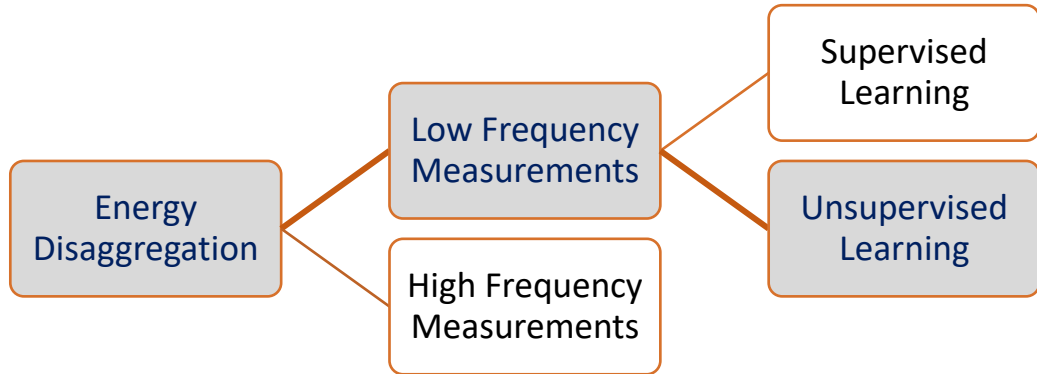 Energy
Disaggregation
Low Frequency
Measurements
High Frequency
Measurements
Supervised
Learning
Unsupervised
Learning